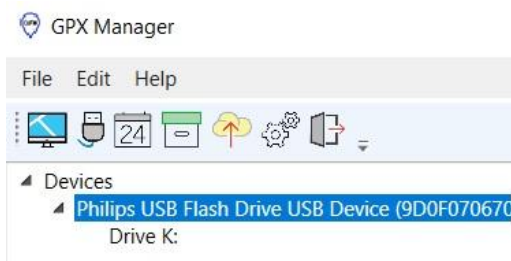 GPX Manager
File Edit Help
24
Devices
Philips USB Flash Drive USB Device (9D0F070670
Drive K: